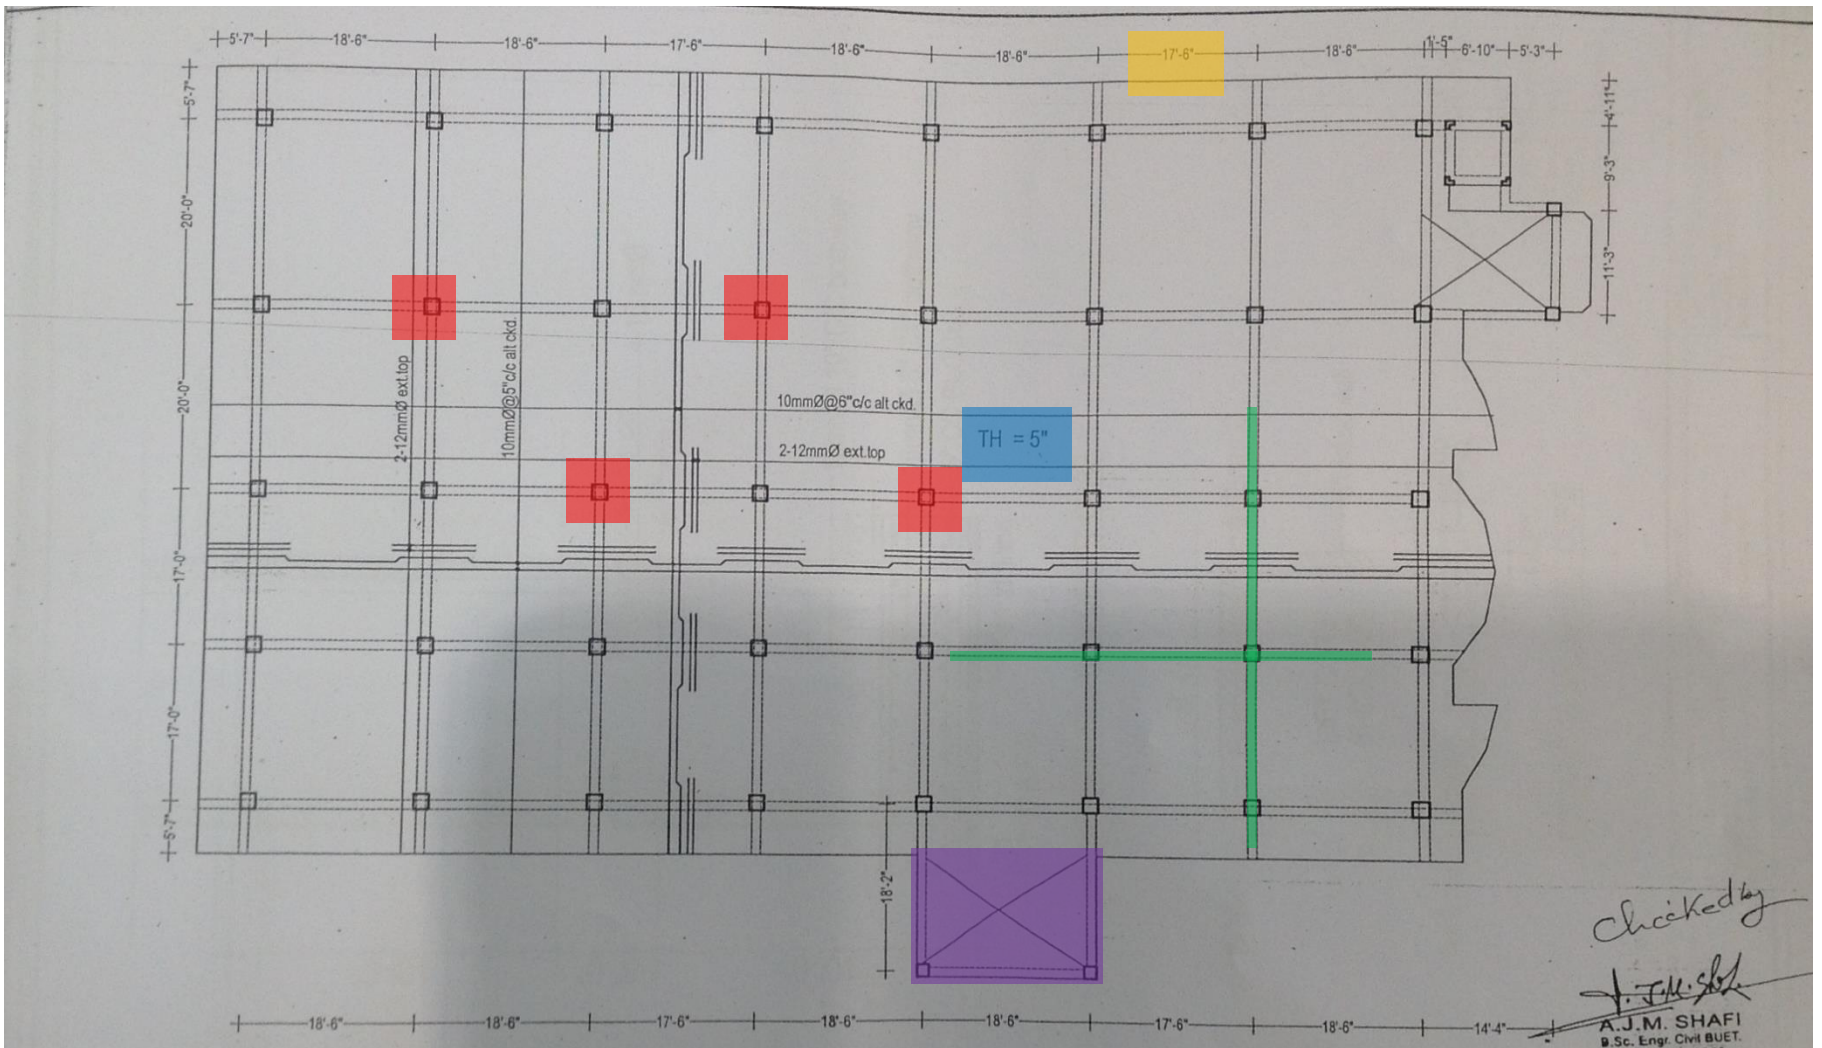 5'-7" 18'-6" 18'-6" 17'-6" 18'-6" 18'-6" 17'-6" 18'-6" 1'-5" 6'-10" 5'-3"
5'-7"
20'-0"
20'-0"
17'-0"
17'-0"
5'-7"
4'-11"
9'-3"
11'-3"
2-12mmØ ext.top
10mmØ@5"c/c alt ckd.
10mmØ@6"c/c alt ckd.
TH = 5"
2-12mmØ ext.top
18'-2"
Checked by
A.J.M. SHAFI
B.Sc. Engr. Civil BUET.
18'-6" 18'-6" 17'-6" 18'-6" 18'-6" 17'-6" 18'-6" 14'-4"